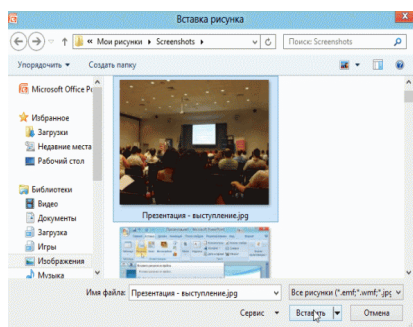 Вставка рисунка
« Мои рисунки ▸ Screenshots ▸
Поиск: Screenshots
Упорядочить ▾ Создать папку
Microsoft Office Po
Избранное
Загрузки
Недавние места
Рабочий стол
Библиотеки
Видео
Документы
Загрузка
Игры
Изображения
Музыка
Презентация - выступление.jpg
Имя файла: Презентация - выступление.jpg
Все рисунки (*.emf;*.wmf;*.jpg
Сервис ▾ Вставить Отмена